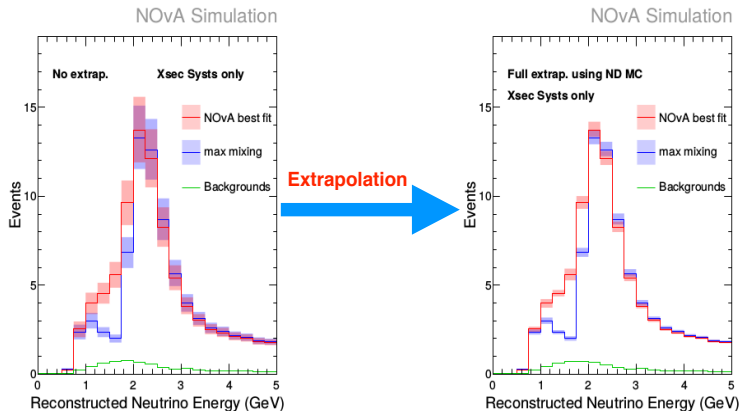 NOvA Simulation
No extrap. Xsec Systs only
NOvA best fit
max mixing
Backgrounds
15
10
5
0
Events
0 1 2 3 4 5
Reconstructed Neutrino Energy (GeV)
Extrapolation
NOvA Simulation
Full extrap. using ND MC
Xsec Systs only
NOvA best fit
max mixing
Backgrounds
15
10
5
0
Events
0 1 2 3 4 5
Reconstructed Neutrino Energy (GeV)